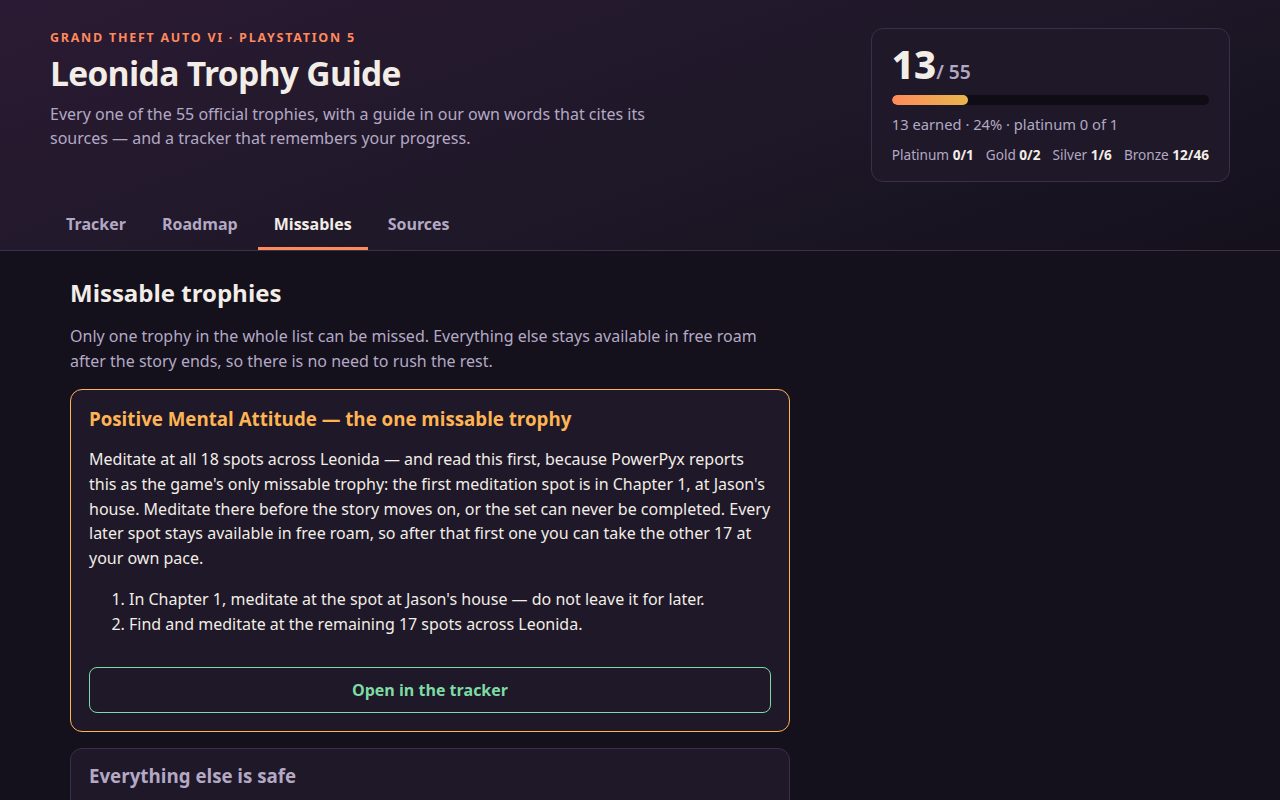 GRAND THEFT AUTO VI · PLAYSTATION 5
Leonida Trophy Guide
Every one of the 55 official trophies, with a guide in our own words that cites its
sources — and a tracker that remembers your progress.
13 / 55
13 earned · 24% · platinum 0 of 1
Platinum 0/1 Gold 0/2 Silver 1/6 Bronze 12/46
Tracker Roadmap Missables Sources
Missable trophies
Only one trophy in the whole list can be missed. Everything else stays available in free roam
after the story ends, so there is no need to rush the rest.
Positive Mental Attitude — the one missable trophy
Meditate at all 18 spots across Leonida — and read this first, because PowerPyx reports
this as the game's only missable trophy: the first meditation spot is in Chapter 1, at Jason's
house. Meditate there before the story moves on, or the set can never be completed. Every
later spot stays available in free roam, so after that first one you can take the other 17 at
your own pace.
1. In Chapter 1, meditate at the spot at Jason's house — do not leave it for later.
2. Find and meditate at the remaining 17 spots across Leonida.
Open in the tracker
Everything else is safe